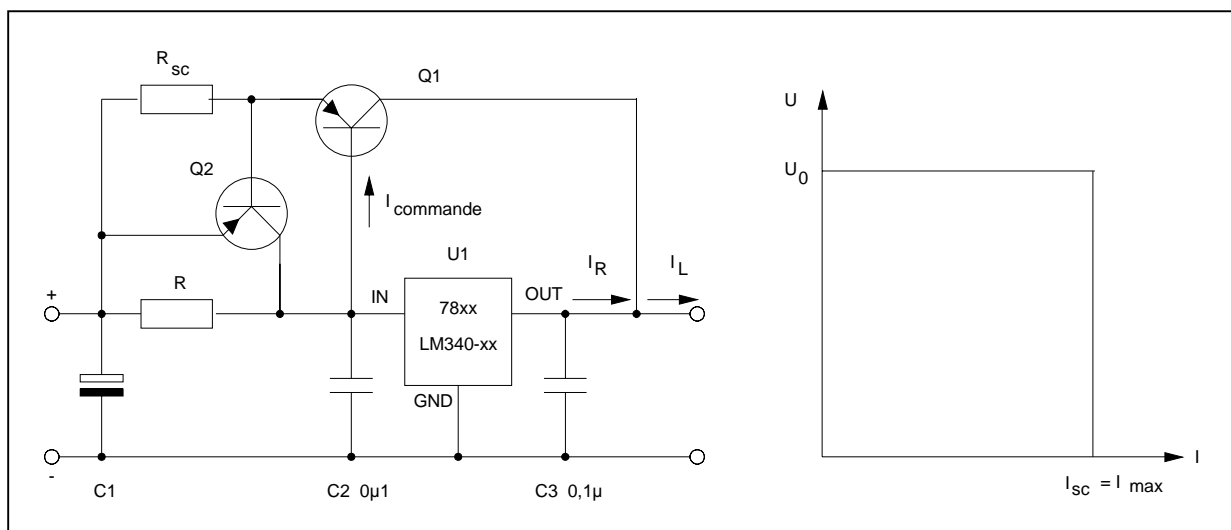 R sc
Q1
Q2
I commande
U1
I R
I L
+
R
IN
OUT
78xx
LM340-xx
GND
-
C1
C2 0µ1
C3 0,1µ
U
U 0
I
I sc = I max